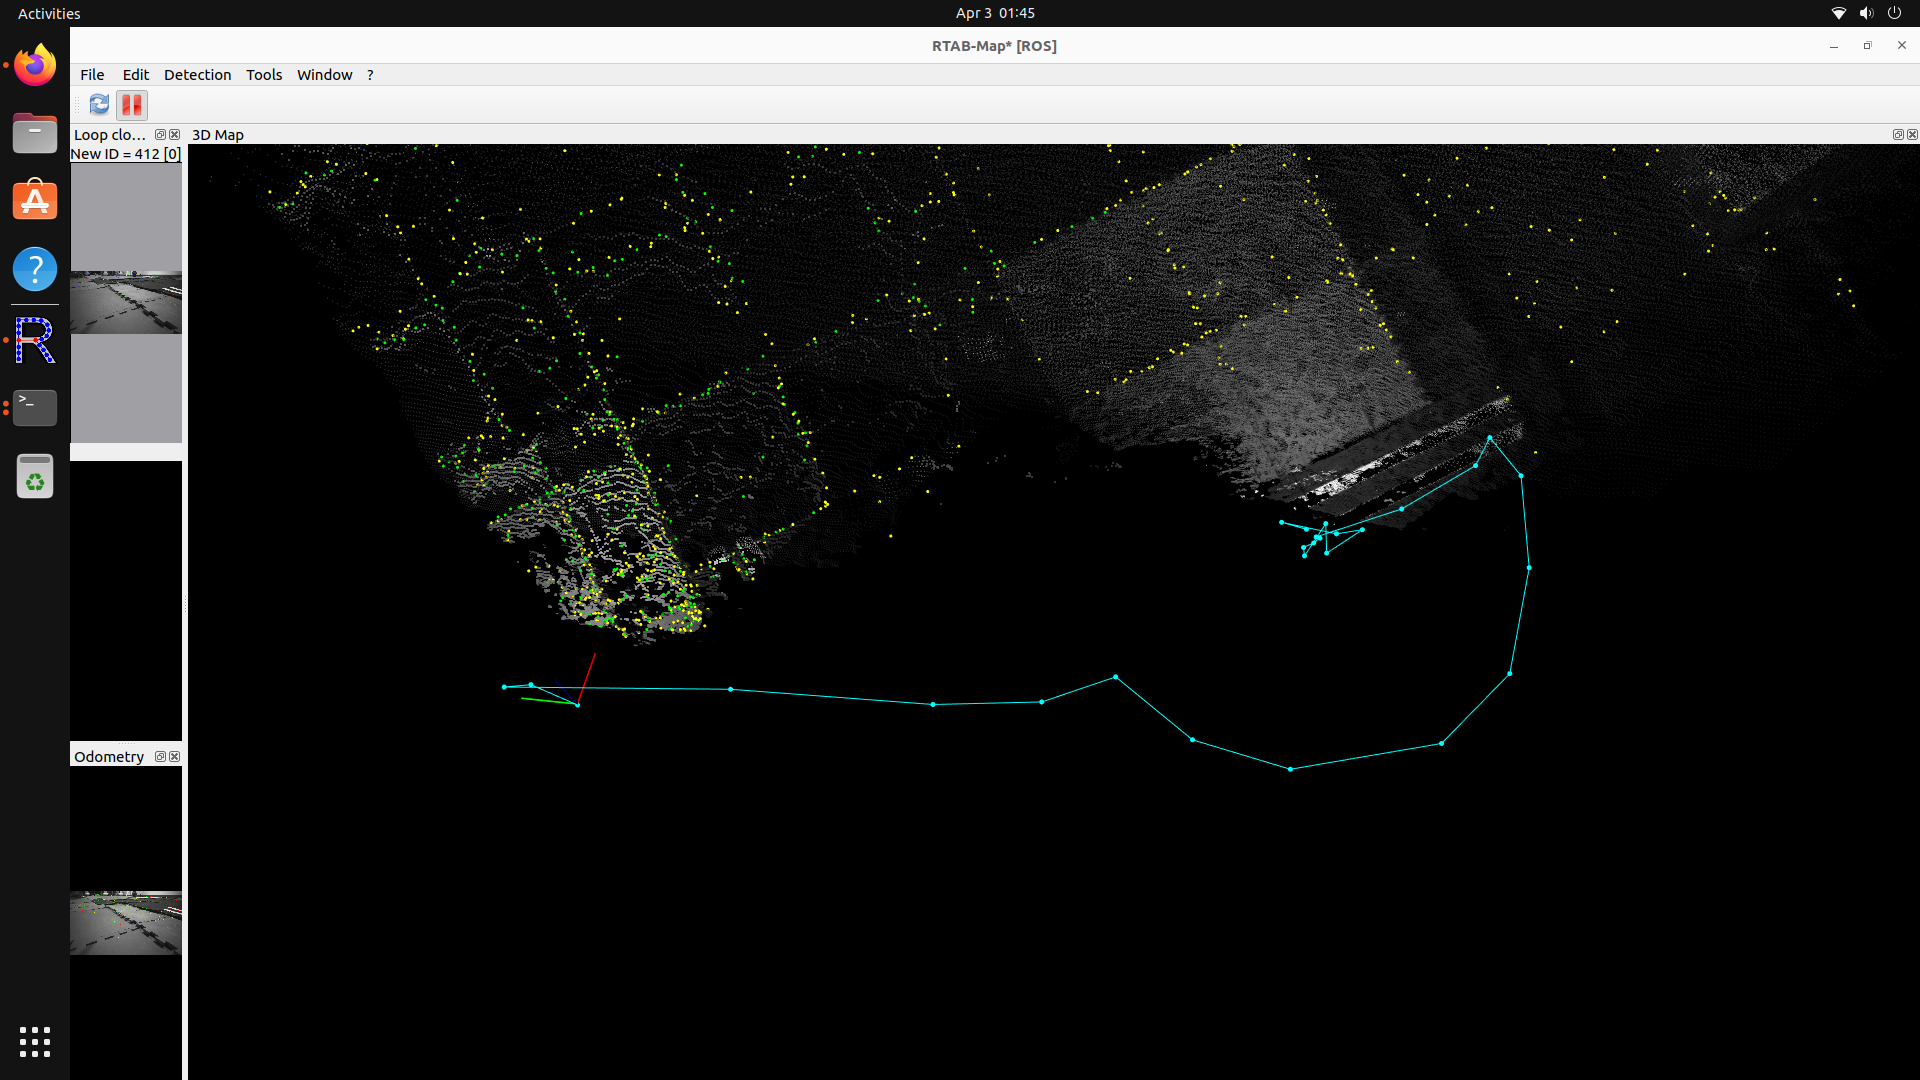 Activities
Apr 3 01:45
RTAB-Map* [ROS]
File Edit Detection Tools Window ?
Loop clo...
3D Map
New ID = 412 [0]
Odometry